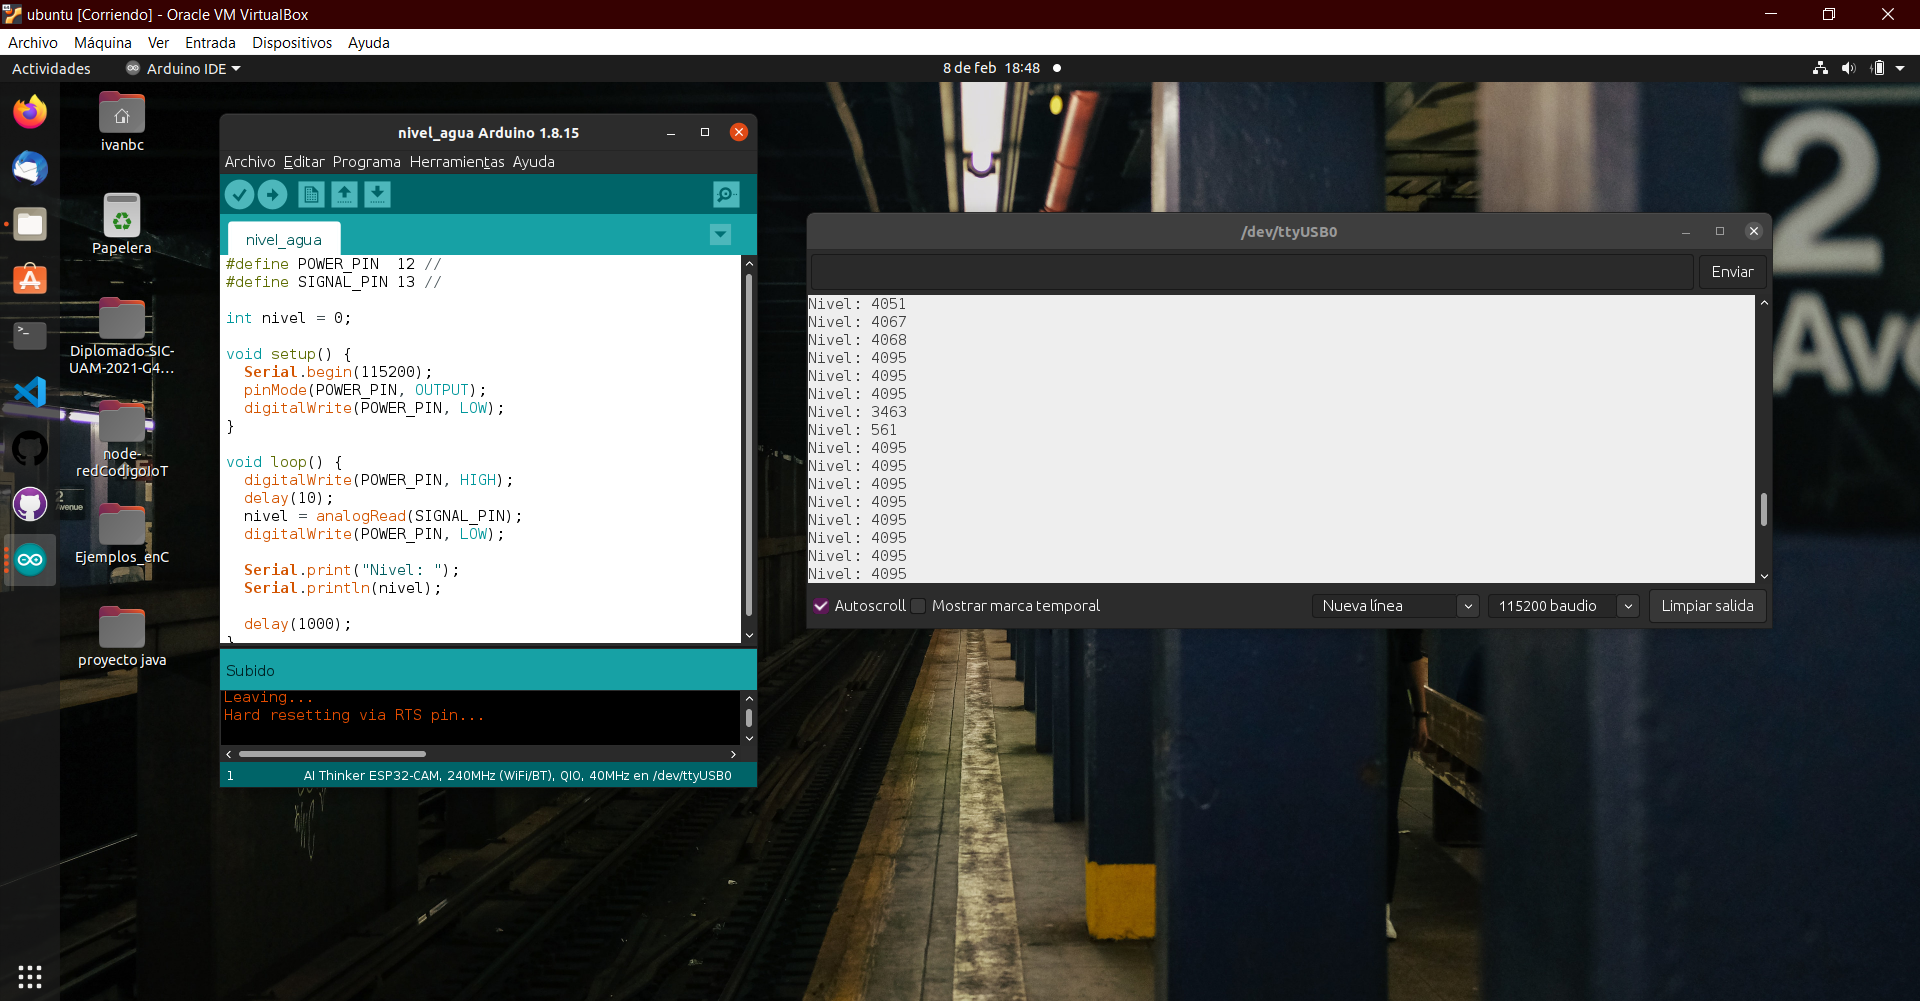 ubuntu [Corriendo] - Oracle VM VirtualBox
Archivo Máquina Ver Entrada Dispositivos Ayuda
Actividades Arduino IDE 8 de feb 18:48
ivanbc
Papelera
Diplomado-SIC-
UAM-2021-G4...
node-
redCodigoIoT
Ejemplos_enC
proyecto java
nivel_agua Arduino 1.8.15
Archivo Editar Programa Herramientas Ayuda
nivel_agua
#define POWER_PIN  12 //
#define SIGNAL_PIN 13 //
int nivel = 0;
void setup() {
  Serial.begin(115200);
  pinMode(POWER_PIN, OUTPUT);
  digitalWrite(POWER_PIN, LOW);
}
void loop() {
  digitalWrite(POWER_PIN, HIGH);
  delay(10);
  nivel = analogRead(SIGNAL_PIN);
  digitalWrite(POWER_PIN, LOW);
  Serial.print("Nivel: ");
  Serial.println(nivel);
  delay(1000);
}
Subido
Leaving...
Hard resetting via RTS pin...
1 AI Thinker ESP32-CAM, 240MHz (WiFi/BT), QIO, 40MHz en /dev/ttyUSB0
/dev/ttyUSB0
Enviar
Nivel: 4051
Nivel: 4067
Nivel: 4068
Nivel: 4095
Nivel: 4095
Nivel: 4095
Nivel: 3463
Nivel: 561
Nivel: 4095
Nivel: 4095
Nivel: 4095
Nivel: 4095
Nivel: 4095
Nivel: 4095
Nivel: 4095
Nivel: 4095
Autoscroll Mostrar marca temporal Nueva línea 115200 baudio Limpiar salida
2
Ave
2
Avenue